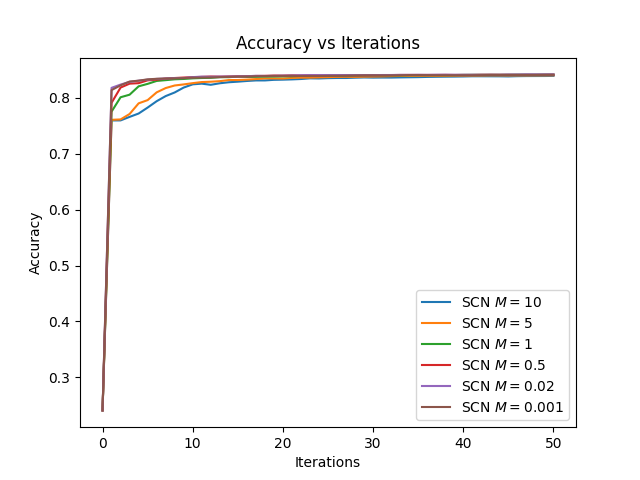 Accuracy vs Iterations
Accuracy
0.8
0.7
0.6
0.5
0.4
0.3
SCN M = 10
SCN M = 5
SCN M = 1
SCN M = 0.5
SCN M = 0.02
SCN M = 0.001
0 10 20 30 40 50
Iterations